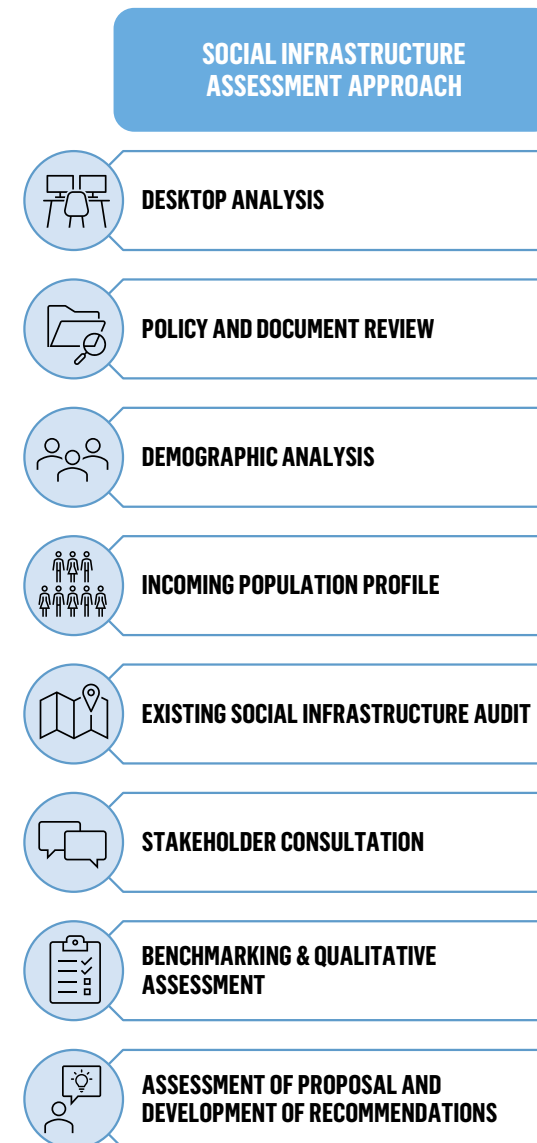 SOCIAL INFRASTRUCTURE
ASSESSMENT APPROACH
DESKTOP ANALYSIS
POLICY AND DOCUMENT REVIEW
DEMOGRAPHIC ANALYSIS
INCOMING POPULATION PROFILE
EXISTING SOCIAL INFRASTRUCTURE AUDIT
STAKEHOLDER CONSULTATION
BENCHMARKING & QUALITATIVE
ASSESSMENT
ASSESSMENT OF PROPOSAL AND
DEVELOPMENT OF RECOMMENDATIONS